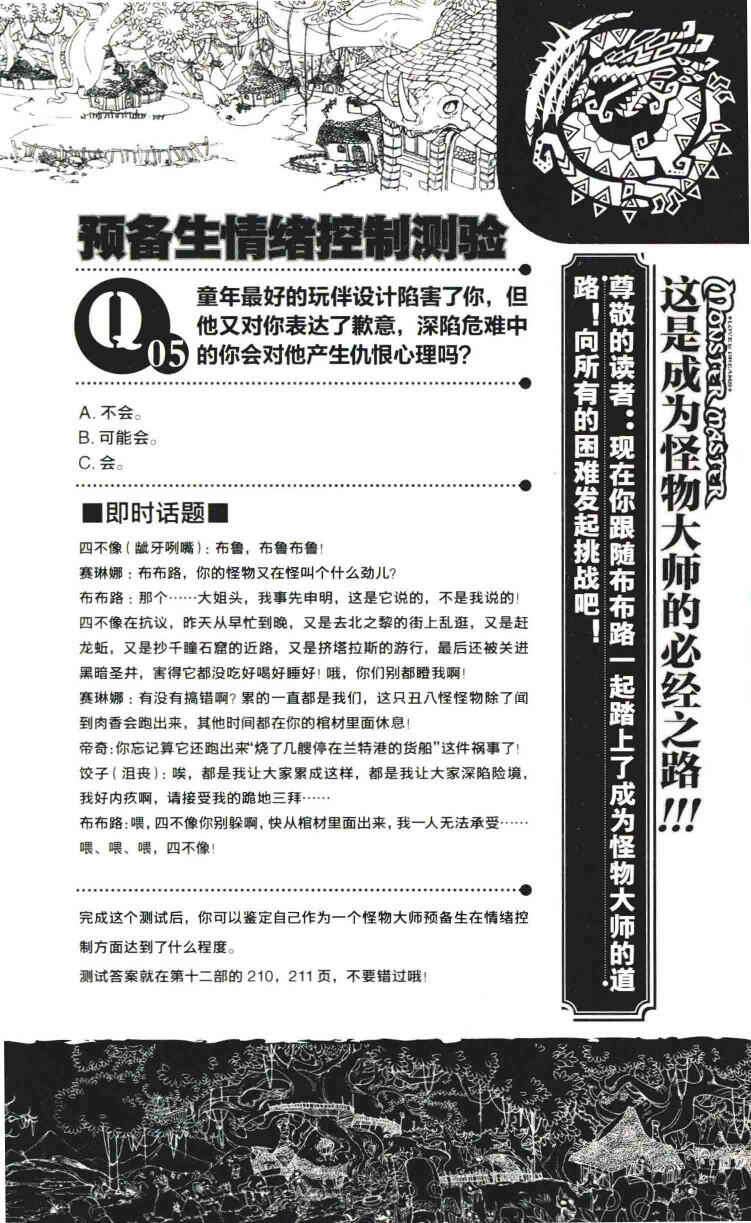 预备生情绪控制测验
Q05
童年最好的玩伴设计陷害了你，但
他又对你表达了歉意，深陷危难中
的你会对他产生仇恨心理吗？
A. 不会。
B. 可能会。
C. 会。
■即时话题■
四不像（龇牙咧嘴）：布鲁，布鲁布鲁！
赛琳娜：布布路，你的怪物又在怪叫个什么劲儿？
布布路：那个……大姐头，我事先申明，这是它说的，不是我说的！
四不像在抗议，昨天从早忙到晚，又是去北之黎的街上乱逛，又是赶
龙蚯，又是抄千瞳石窟的近路，又是挤塔拉斯的游行，最后还被关进
黑暗圣井，害得它都没吃好喝好睡好！哦，你们别都瞪我啊！
赛琳娜：有没有搞错啊？累的一直都是我们，这只丑八怪怪物除了闻
到肉香会跑出来，其他时间都在你的棺材里面休息！
帝奇：你忘记算它还跑出来“烧了几艘停在兰特港的货船”这件祸事了！
饺子（沮丧）：唉，都是我让大家累成这样，都是我让大家深陷险境，
我好内疚啊，请接受我的跪地三拜……
布布路：喂，四不像你别躲啊，快从棺材里面出来，我一人无法承受……
喂、喂、喂，四不像！
完成这个测试后，你可以鉴定自己作为一个怪物大师预备生在情绪控
制方面达到了什么程度。
测试答案就在第十二部的 210，211 页，不要错过哦！
MONSTER MASTER
+LOVE & DREAMS+
这是成为怪物大师的必经之路!!!
尊敬的读者：现在你跟随布布路一起踏上了成为怪物大师的道
路！向所有的困难发起挑战吧！